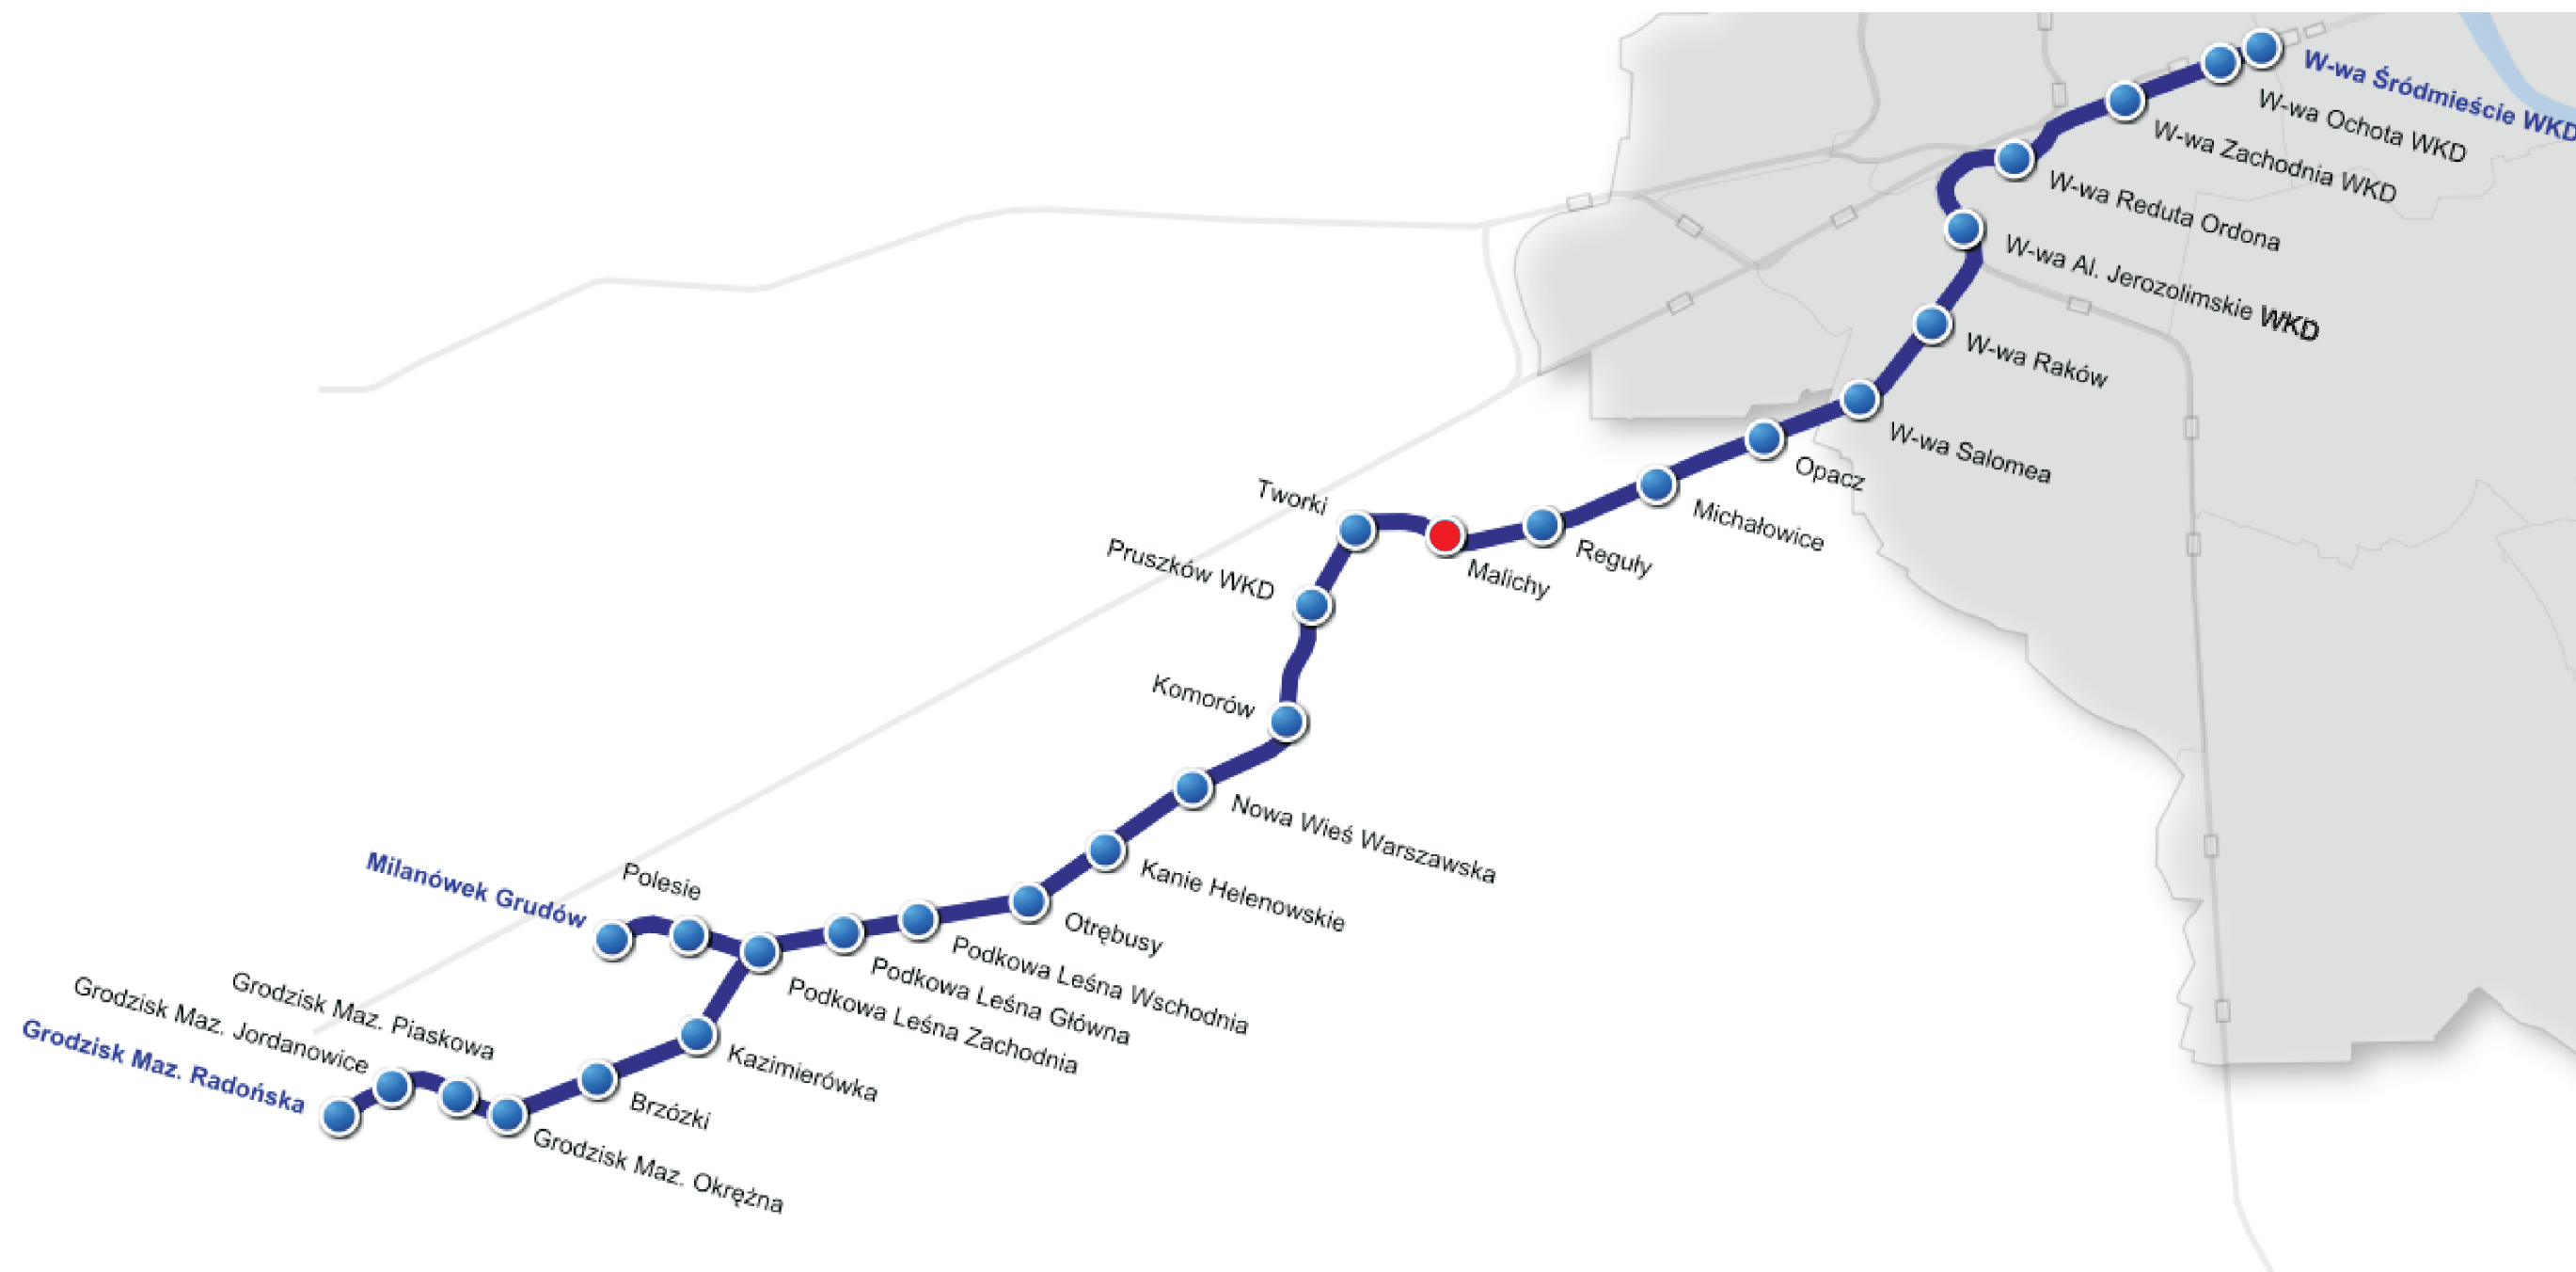 W-wa Śródmieście WKD
W-wa Ochota WKD
W-wa Zachodnia WKD
W-wa Reduta Ordona
W-wa Al. Jerozolimskie WKD
W-wa Raków
W-wa Salomea
Opacz
Michałowice
Reguły
Malichy
Tworki
Pruszków WKD
Komorów
Nowa Wieś Warszawska
Kanie Helenowskie
Otrębusy
Podkowa Leśna Wschodnia
Podkowa Leśna Główna
Podkowa Leśna Zachodnia
Polesie
Milanówek Grudów
Kazimierówka
Brzózki
Grodzisk Maz. Okrężna
Grodzisk Maz. Piaskowa
Grodzisk Maz. Jordanowice
Grodzisk Maz. Radońska